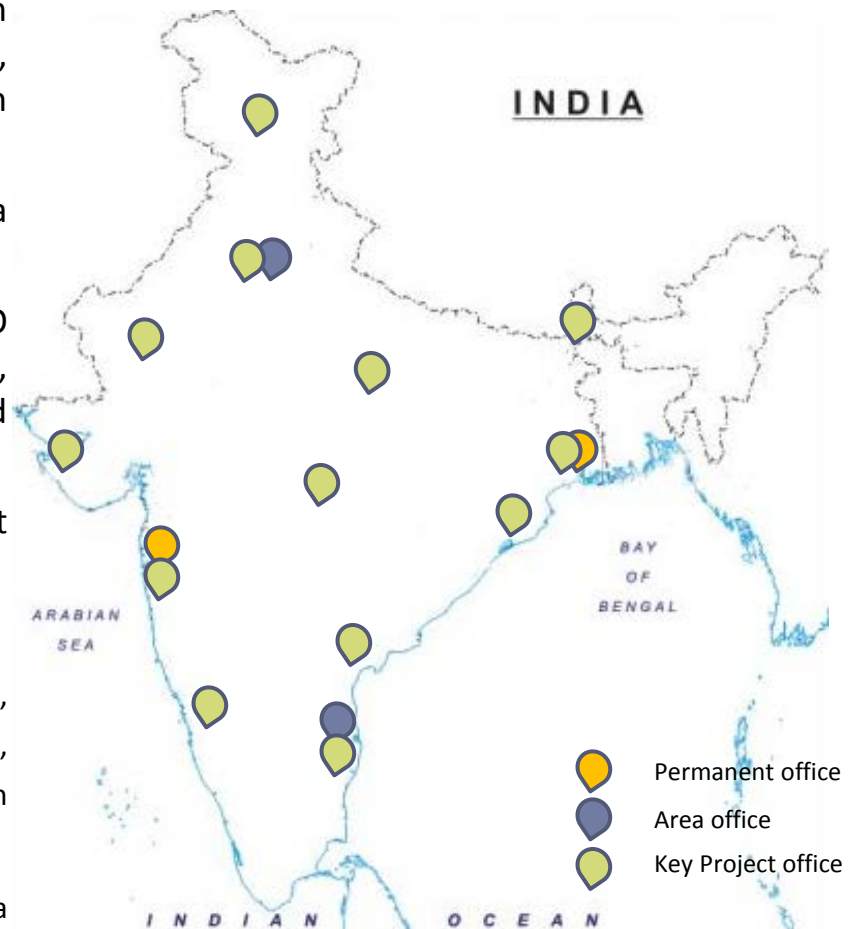 n
,
n
a
,
d
t
,
,
n
a
INDIA
BAY
OF
BENGAL
ARABIAN
SEA
Permanent office
Area office
Key Project office
INDIAN OCEAN